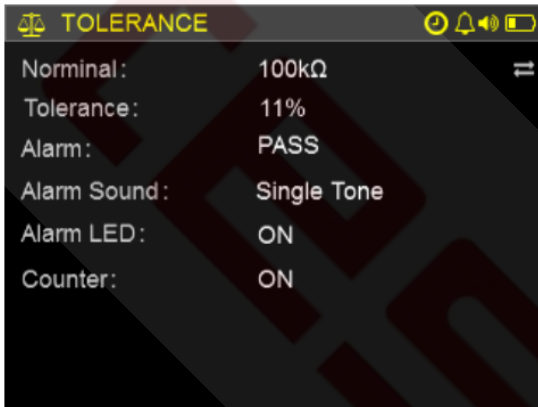 TOLERANCE
Norminal: 100kΩ
Tolerance: 11%
Alarm: PASS
Alarm Sound: Single Tone
Alarm LED: ON
Counter: ON